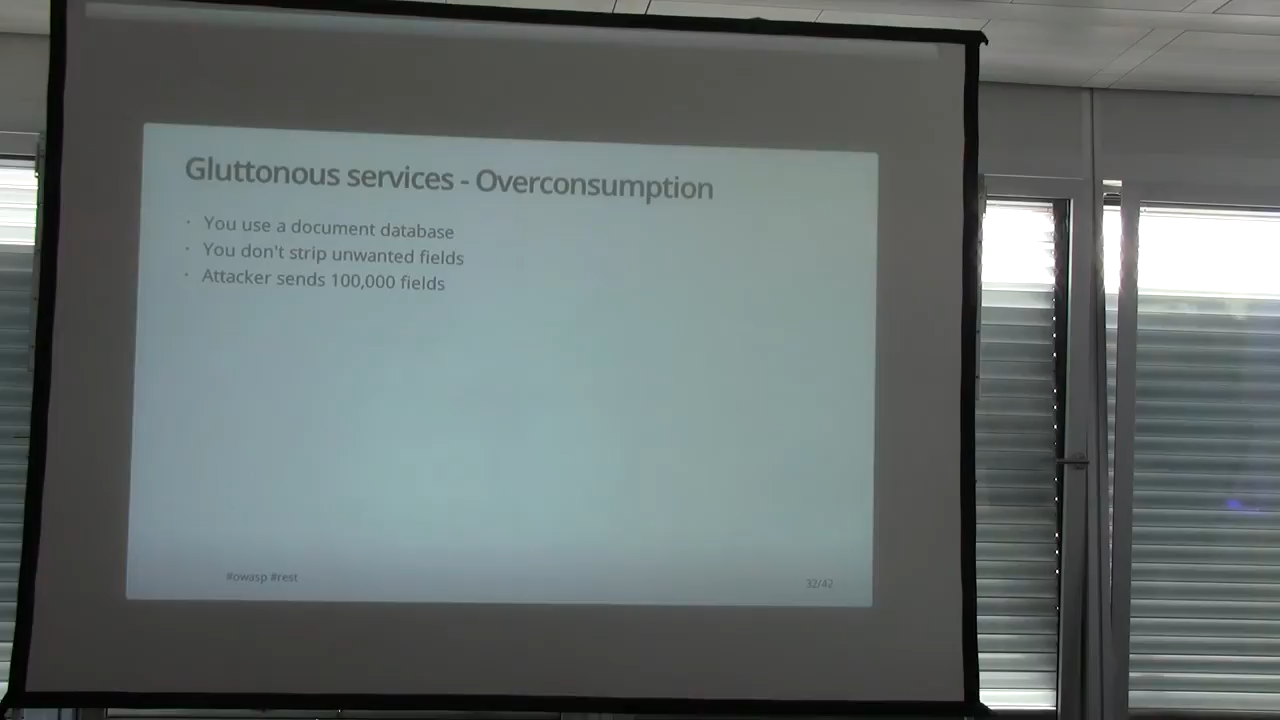 Gluttonous services - Overconsumption
· You use a document database
· You don't strip unwanted fields
· Attacker sends 100,000 fields
#owasp #rest
32/42